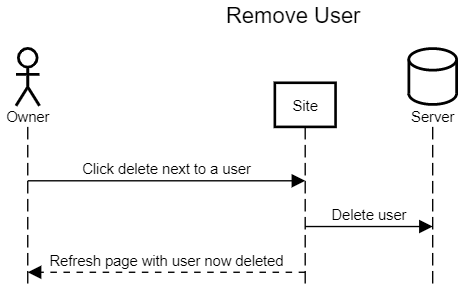 Remove User
Owner
Site
Server
Click delete next to a user
Delete user
Refresh page with user now deleted